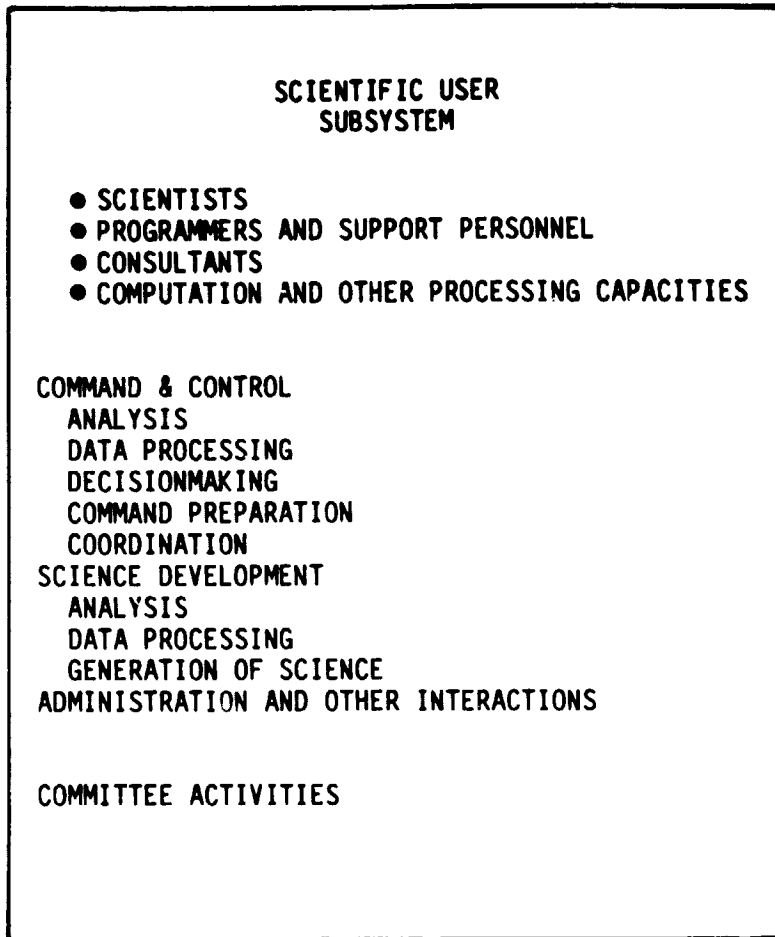 SCIENTIFIC USER
SUBSYSTEM
● SCIENTISTS
● PROGRAMMERS AND SUPPORT PERSONNEL
● CONSULTANTS
● COMPUTATION AND OTHER PROCESSING CAPACITIES
COMMAND & CONTROL
ANALYSIS
DATA PROCESSING
DECISIONMAKING
COMMAND PREPARATION
COORDINATION
SCIENCE DEVELOPMENT
ANALYSIS
DATA PROCESSING
GENERATION OF SCIENCE
ADMINISTRATION AND OTHER INTERACTIONS
COMMITTEE ACTIVITIES